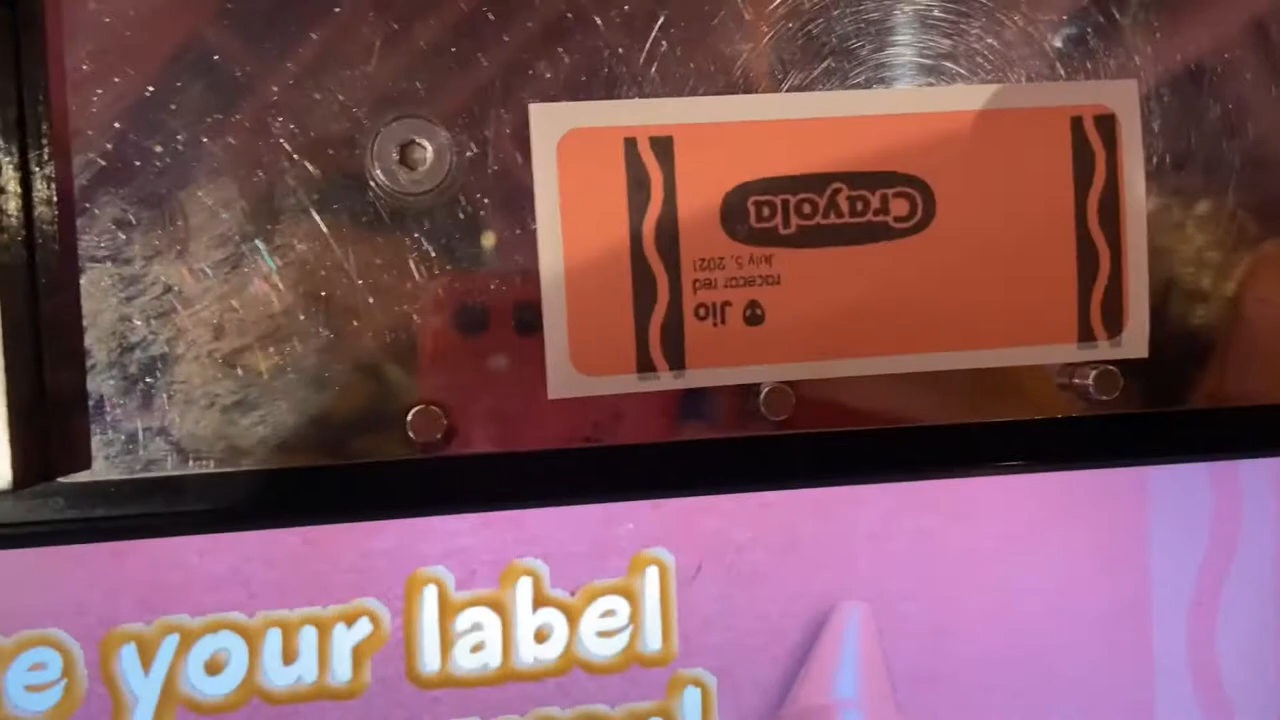 Crayola
July 5, 2021
racecar red
Jio
e your label